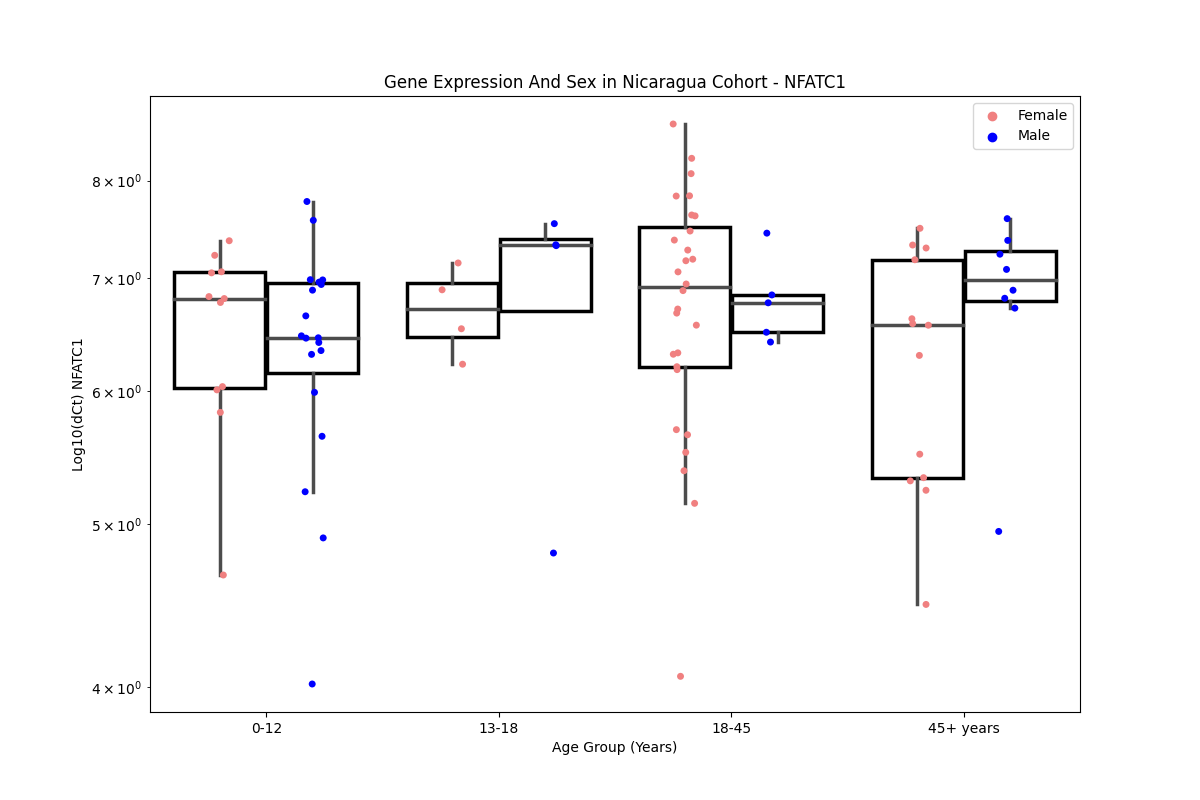 Gene Expression And Sex in Nicaragua Cohort - NFATC1
Female
Male
8 × 10⁰
7 × 10⁰
6 × 10⁰
5 × 10⁰
4 × 10⁰
Log10(dCt) NFATC1
0-12
13-18
18-45
45+ years
Age Group (Years)